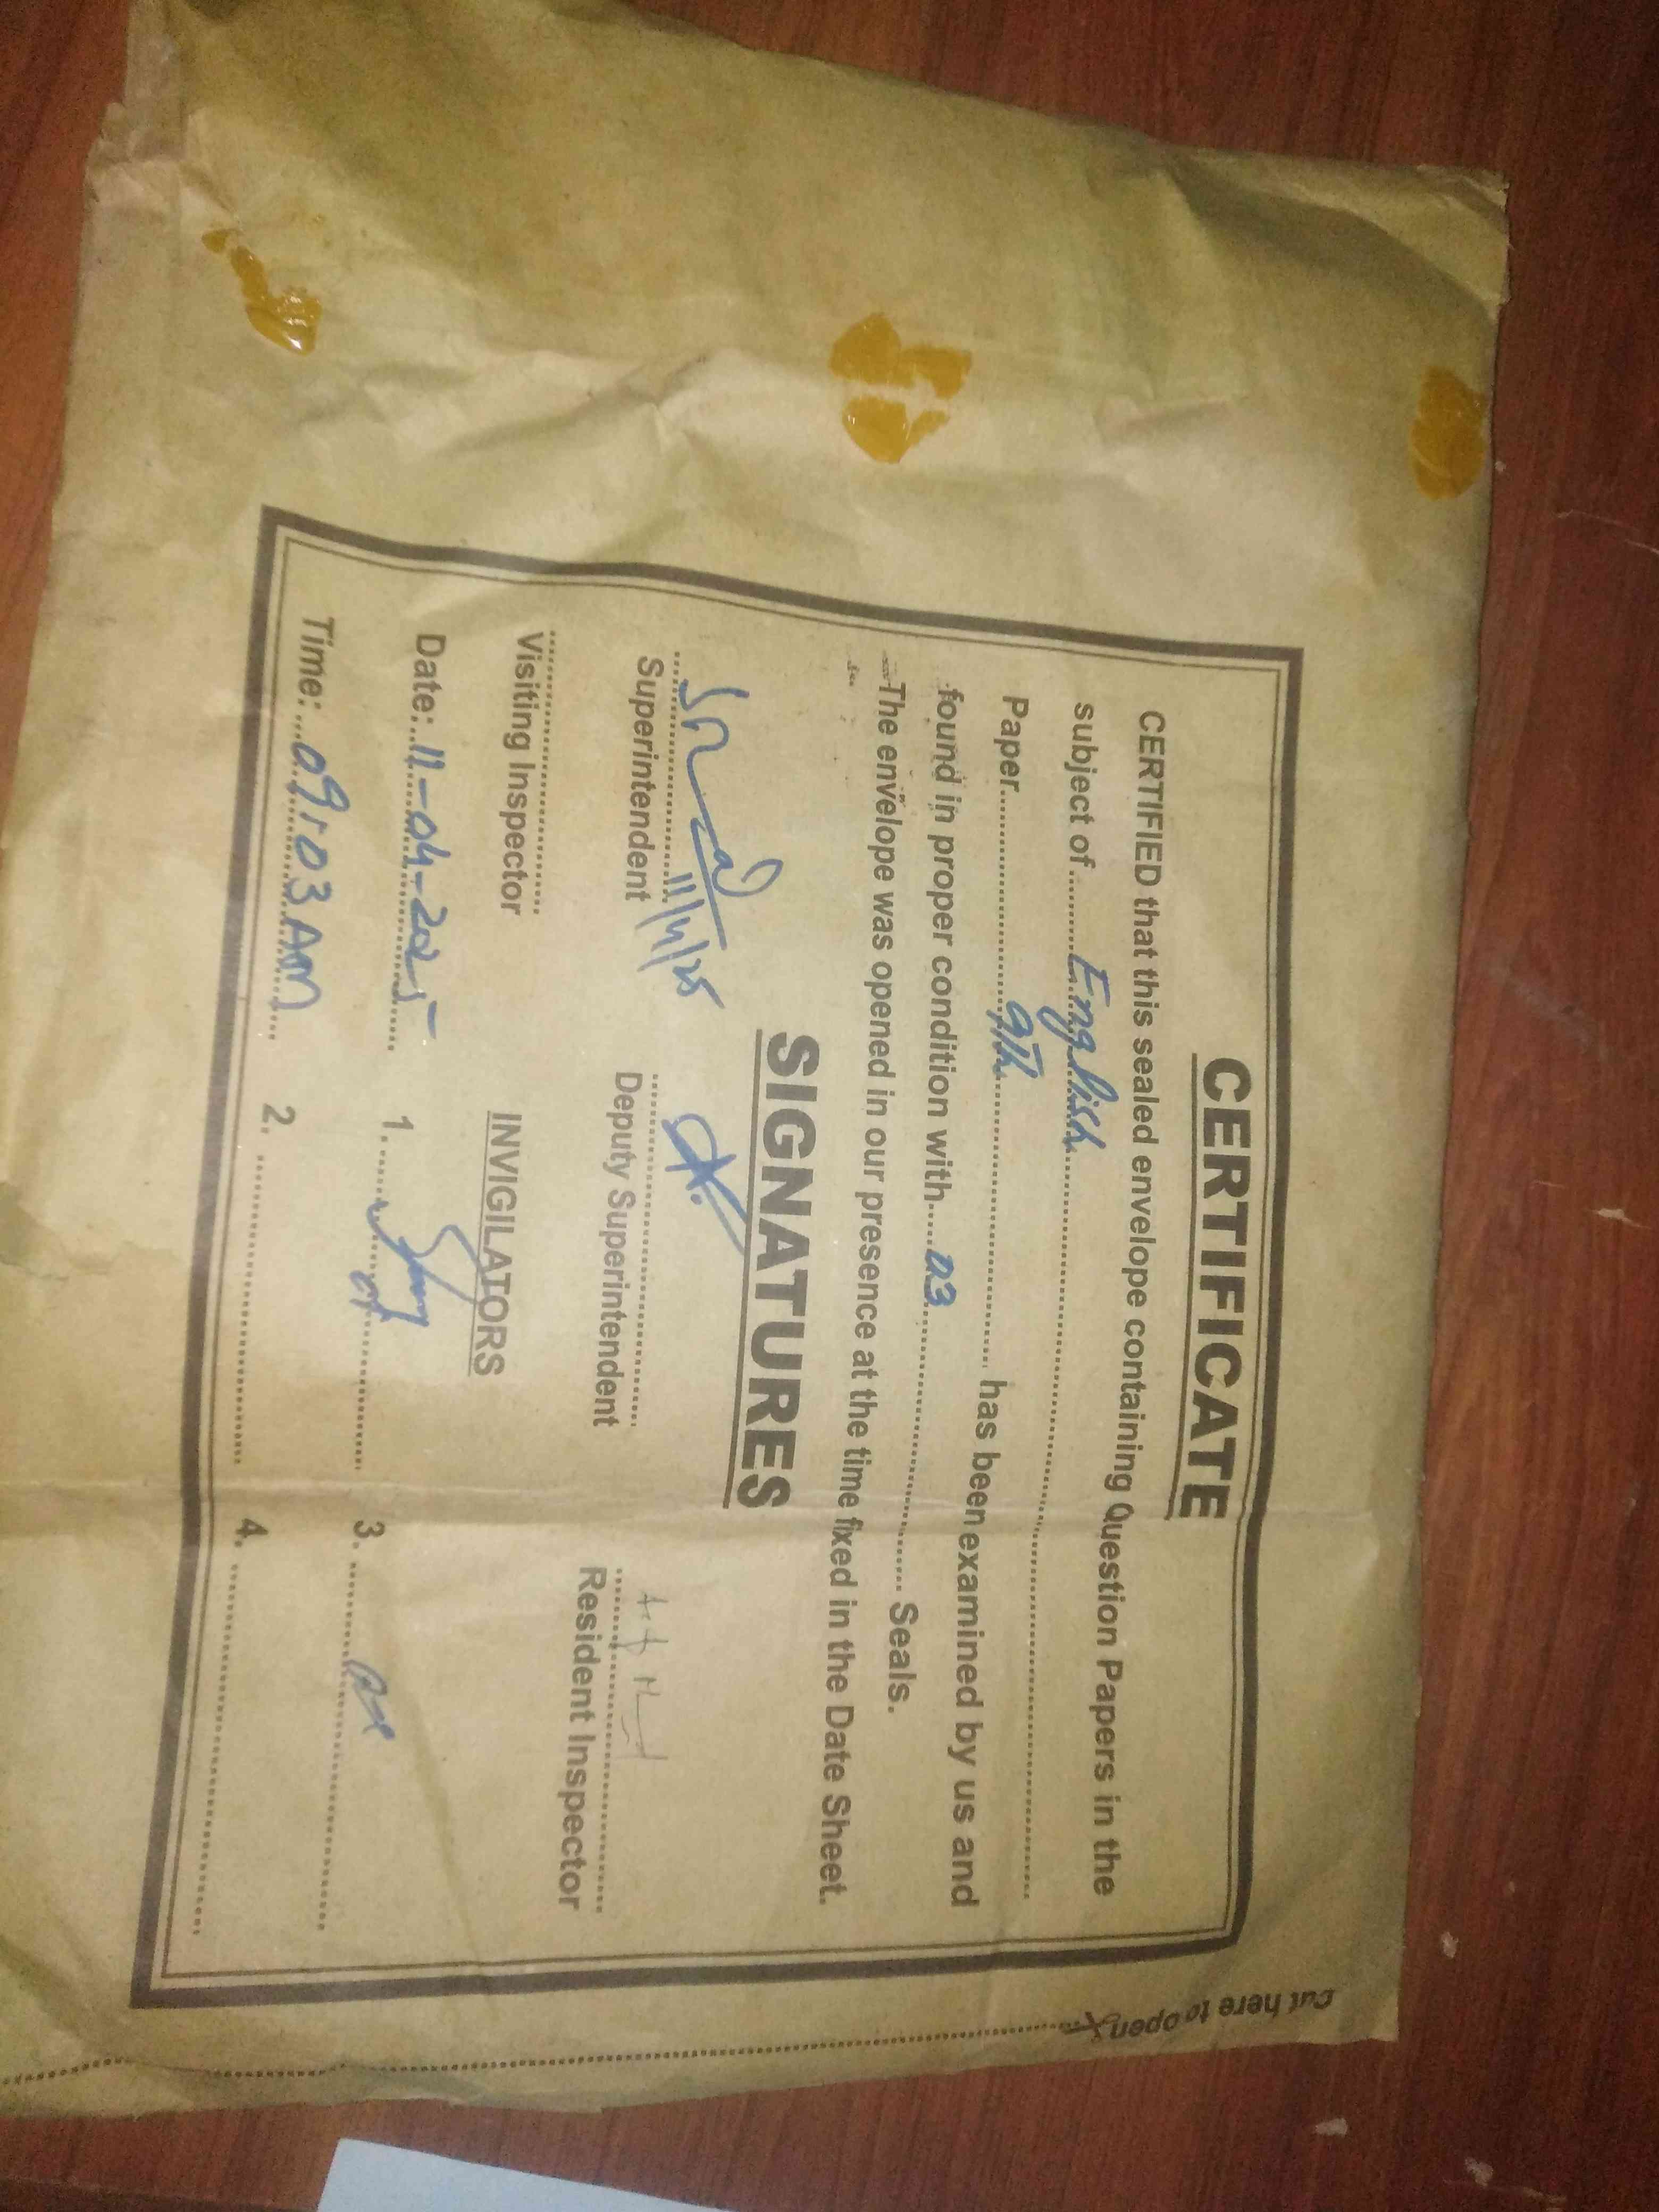 CERTIFICATE
CERTIFIED that this sealed envelope containing Question Papers in the
subject of.........English....................................................
Paper....................9th............................ has been examined by us and
found in proper condition with.....03............................ Seals.
The envelope was opened in our presence at the time fixed in the Date Sheet.
SIGNATURES
11/4/25
Superintendent
Deputy Superintendent
Resident Inspector
Visiting Inspector
INVIGILATORS
Date:..11-04-2025....
1. ..............................
3. ..............................
Time:...09:03 AM....
2. ..............................
4. ..............................
cut here to open